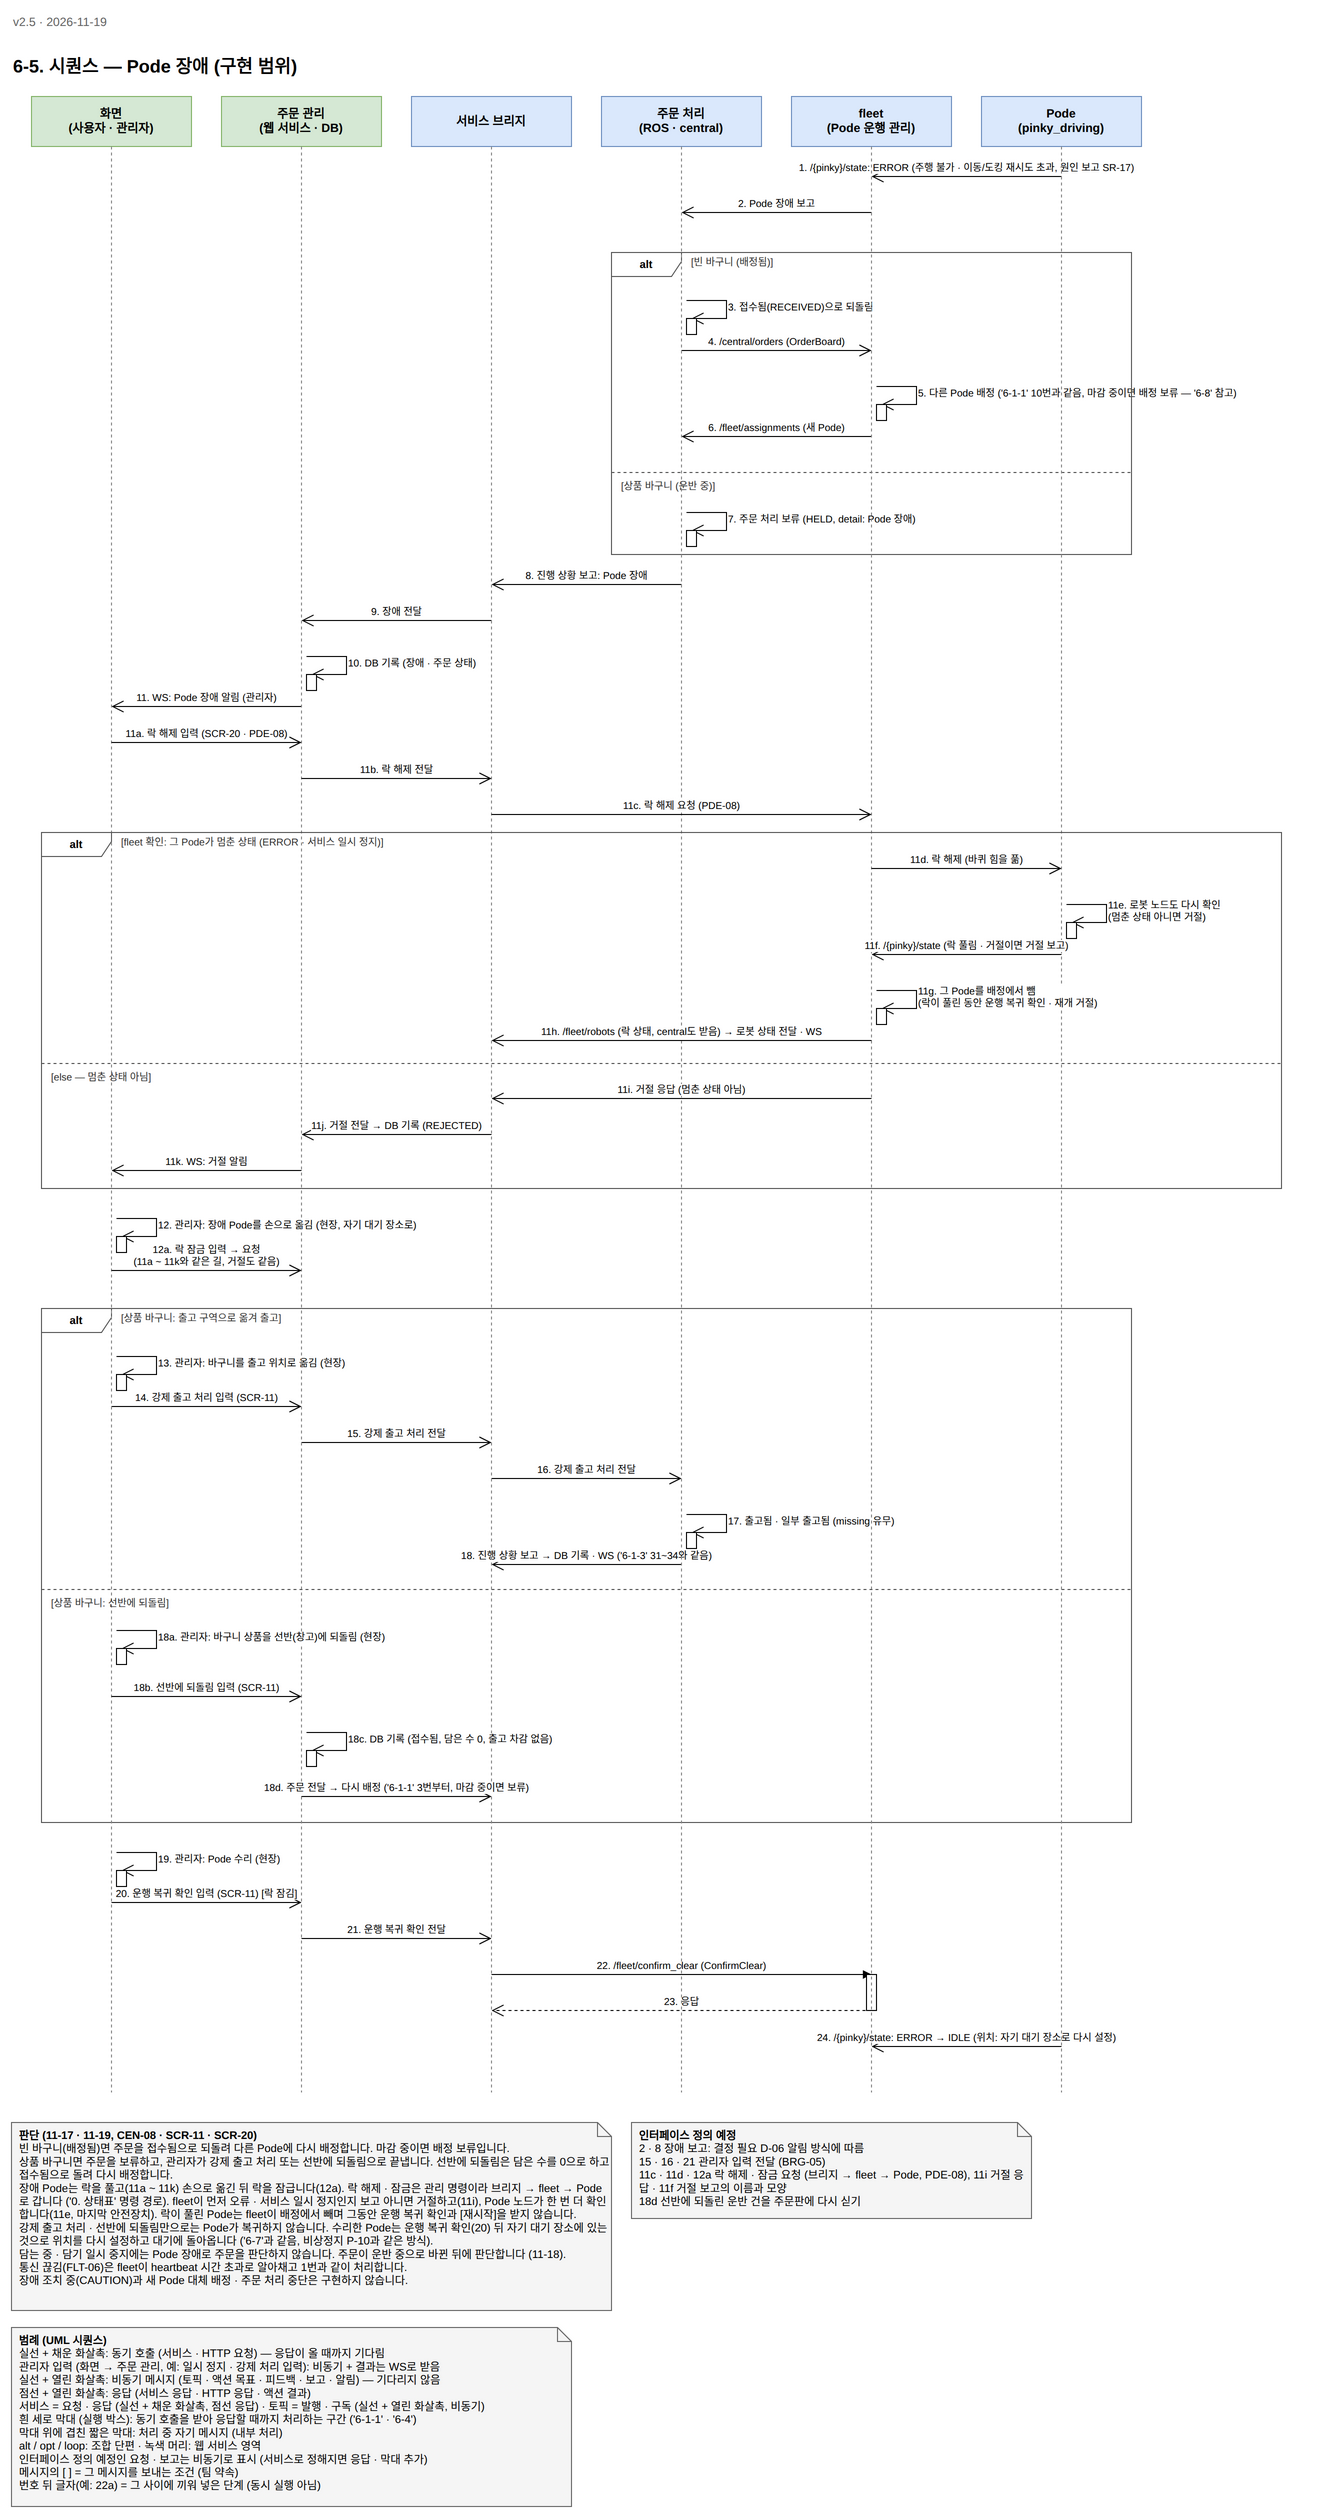 v2.5 · 2026-11-19
6-5. 시퀀스 — Pode 장애 (구현 범위)
화면
(사용자 · 관리자)
주문 관리
(웹 서비스 · DB)
서비스 브리지
주문 처리
(ROS · central)
fleet
(Pode 운행 관리)
Pode
(pinky_driving)
1. /{pinky}/state: ERROR (주행 불가 · 이동/도킹 재시도 초과, 원인 보고 SR-17)
2. Pode 장애 보고
alt
[빈 바구니 (배정됨)]
3. 접수됨(RECEIVED)으로 되돌림
4. /central/orders (OrderBoard)
5. 다른 Pode 배정 ('6-1-1' 10번과 같음, 마감 중이면 배정 보류 — '6-8' 참고)
6. /fleet/assignments (새 Pode)
[상품 바구니 (운반 중)]
7. 주문 처리 보류 (HELD, detail: Pode 장애)
8. 진행 상황 보고: Pode 장애
9. 장애 전달
10. DB 기록 (장애 · 주문 상태)
11. WS: Pode 장애 알림 (관리자)
11a. 락 해제 입력 (SCR-20 · PDE-08)
11b. 락 해제 전달
11c. 락 해제 요청 (PDE-08)
alt
[fleet 확인: 그 Pode가 멈춘 상태 (ERROR · 서비스 일시 정지)]
11d. 락 해제 (바퀴 힘을 풂)
11e. 로봇 노드도 다시 확인
(멈춘 상태 아니면 거절)
11f. /{pinky}/state (락 풀림 · 거절이면 거절 보고)
11g. 그 Pode를 배정에서 뺌
(락이 풀린 동안 운행 복귀 확인 · 재개 거절)
11h. /fleet/robots (락 상태, central도 받음) → 로봇 상태 전달 · WS
[else — 멈춘 상태 아님]
11i. 거절 응답 (멈춘 상태 아님)
11j. 거절 전달 → DB 기록 (REJECTED)
11k. WS: 거절 알림
12. 관리자: 장애 Pode를 손으로 옮김 (현장, 자기 대기 장소로)
12a. 락 잠금 입력 → 요청
(11a ~ 11k와 같은 길, 거절도 같음)
alt
[상품 바구니: 출고 구역으로 옮겨 출고]
13. 관리자: 바구니를 출고 위치로 옮김 (현장)
14. 강제 출고 처리 입력 (SCR-11)
15. 강제 출고 처리 전달
16. 강제 출고 처리 전달
17. 출고됨 · 일부 출고됨 (missing 유무)
18. 진행 상황 보고 → DB 기록 · WS ('6-1-3' 31~34와 같음)
[상품 바구니: 선반에 되돌림]
18a. 관리자: 바구니 상품을 선반(창고)에 되돌림 (현장)
18b. 선반에 되돌림 입력 (SCR-11)
18c. DB 기록 (접수됨, 담은 수 0, 출고 차감 없음)
18d. 주문 전달 → 다시 배정 ('6-1-1' 3번부터, 마감 중이면 보류)
19. 관리자: Pode 수리 (현장)
20. 운행 복귀 확인 입력 (SCR-11) [락 잠김]
21. 운행 복귀 확인 전달
22. /fleet/confirm_clear (ConfirmClear)
23. 응답
24. /{pinky}/state: ERROR → IDLE (위치: 자기 대기 장소로 다시 설정)
판단 (11-17 · 11-19, CEN-08 · SCR-11 · SCR-20)
빈 바구니(배정됨)면 주문을 접수됨으로 되돌려 다른 Pode에 다시 배정합니다. 마감 중이면 배정 보류입니다.
상품 바구니면 주문을 보류하고, 관리자가 강제 출고 처리 또는 선반에 되돌림으로 끝냅니다. 선반에 되돌림은 담은 수를 0으로 하고
접수됨으로 돌려 다시 배정합니다.
장애 Pode는 락을 풀고(11a ~ 11k) 손으로 옮긴 뒤 락을 잠급니다(12a). 락 해제 · 잠금은 관리 명령이라 브리지 → fleet → Pode
로 갑니다 ('0. 상태표' 명령 경로). fleet이 먼저 오류 · 서비스 일시 정지인지 보고 아니면 거절하고(11i), Pode 노드가 한 번 더 확인
합니다(11e, 마지막 안전장치). 락이 풀린 Pode는 fleet이 배정에서 빼며 그동안 운행 복귀 확인과 [재시작]을 받지 않습니다.
강제 출고 처리 · 선반에 되돌림만으로는 Pode가 복귀하지 않습니다. 수리한 Pode는 운행 복귀 확인(20) 뒤 자기 대기 장소에 있는
것으로 위치를 다시 설정하고 대기에 돌아옵니다 ('6-7'과 같음, 비상정지 P-10과 같은 방식).
담는 중 · 담기 일시 중지에는 Pode 장애로 주문을 판단하지 않습니다. 주문이 운반 중으로 바뀐 뒤에 판단합니다 (11-18).
통신 끊김(FLT-06)은 fleet이 heartbeat 시간 초과로 알아채고 1번과 같이 처리합니다.
장애 조치 중(CAUTION)과 새 Pode 대체 배정 · 주문 처리 중단은 구현하지 않습니다.
인터페이스 정의 예정
2 · 8 장애 보고: 결정 필요 D-06 알림 방식에 따름
15 · 16 · 21 관리자 입력 전달 (BRG-05)
11c · 11d · 12a 락 해제 · 잠금 요청 (브리지 → fleet → Pode, PDE-08), 11i 거절 응
답 · 11f 거절 보고의 이름과 모양
18d 선반에 되돌린 운반 건을 주문판에 다시 싣기
범례 (UML 시퀀스)
실선 + 채운 화살촉: 동기 호출 (서비스 · HTTP 요청) — 응답이 올 때까지 기다림
관리자 입력 (화면 → 주문 관리, 예: 일시 정지 · 강제 처리 입력): 비동기 + 결과는 WS로 받음
실선 + 열린 화살촉: 비동기 메시지 (토픽 · 액션 목표 · 피드백 · 보고 · 알림) — 기다리지 않음
점선 + 열린 화살촉: 응답 (서비스 응답 · HTTP 응답 · 액션 결과)
서비스 = 요청 · 응답 (실선 + 채운 화살촉, 점선 응답) · 토픽 = 발행 · 구독 (실선 + 열린 화살촉, 비동기)
흰 세로 막대 (실행 박스): 동기 호출을 받아 응답할 때까지 처리하는 구간 ('6-1-1' · '6-4')
막대 위에 겹친 짧은 막대: 처리 중 자기 메시지 (내부 처리)
alt / opt / loop: 조합 단편 · 녹색 머리: 웹 서비스 영역
인터페이스 정의 예정인 요청 · 보고는 비동기로 표시 (서비스로 정해지면 응답 · 막대 추가)
메시지의 [ ] = 그 메시지를 보내는 조건 (팀 약속)
번호 뒤 글자(예: 22a) = 그 사이에 끼워 넣은 단계 (동시 실행 아님)